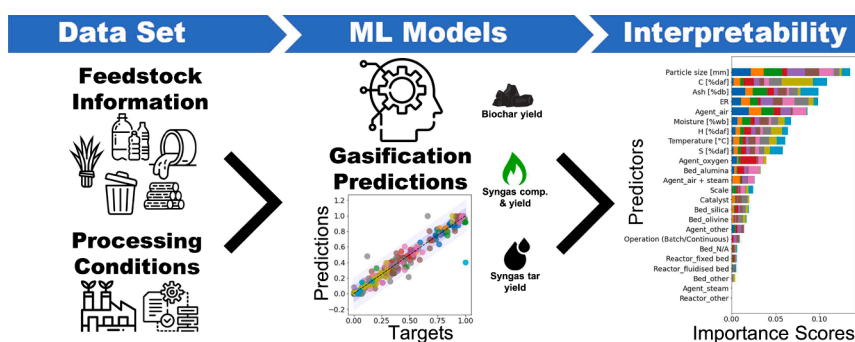 Data Set
ML Models
Interpretability
Feedstock
Information
Processing
Conditions
Biochar yield
Gasification
Predictions
Syngas comp.
& yield
Syngas tar
yield
Predictions
1.2
1.0
0.8
0.6
0.4
0.2
0.0
−0.2
0.00
0.25
0.50
0.75
1.00
Targets
Predictors
Particle size [mm]
C [%daf]
Ash [%db]
ER
Agent_air
Moisture [%wb]
H [%daf]
Temperature [°C]
S [%daf]
Agent_oxygen
Bed_alumina
Agent_air + steam
Scale
Catalyst
Bed_silica
Bed_olivine
Agent_other
Operation (Batch/Continuous)
Bed_N/A
Reactor_fixed bed
Reactor_fluidised bed
Bed_other
Agent_steam
Reactor_other
0.00
0.05
0.10
Importance Scores